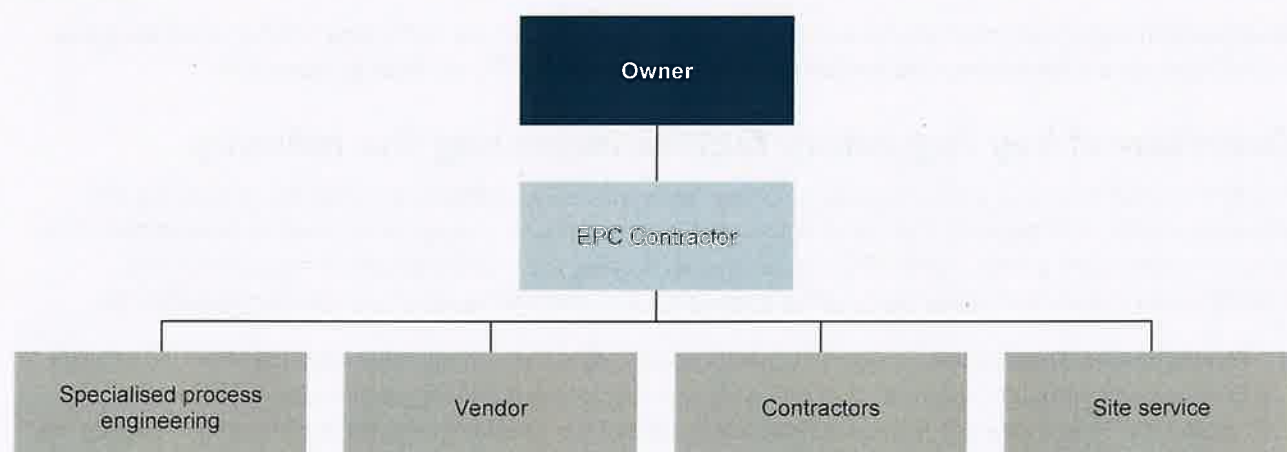 Owner
EPC Contractor
Specialised process
engineering
Vendor
Contractors
Site service